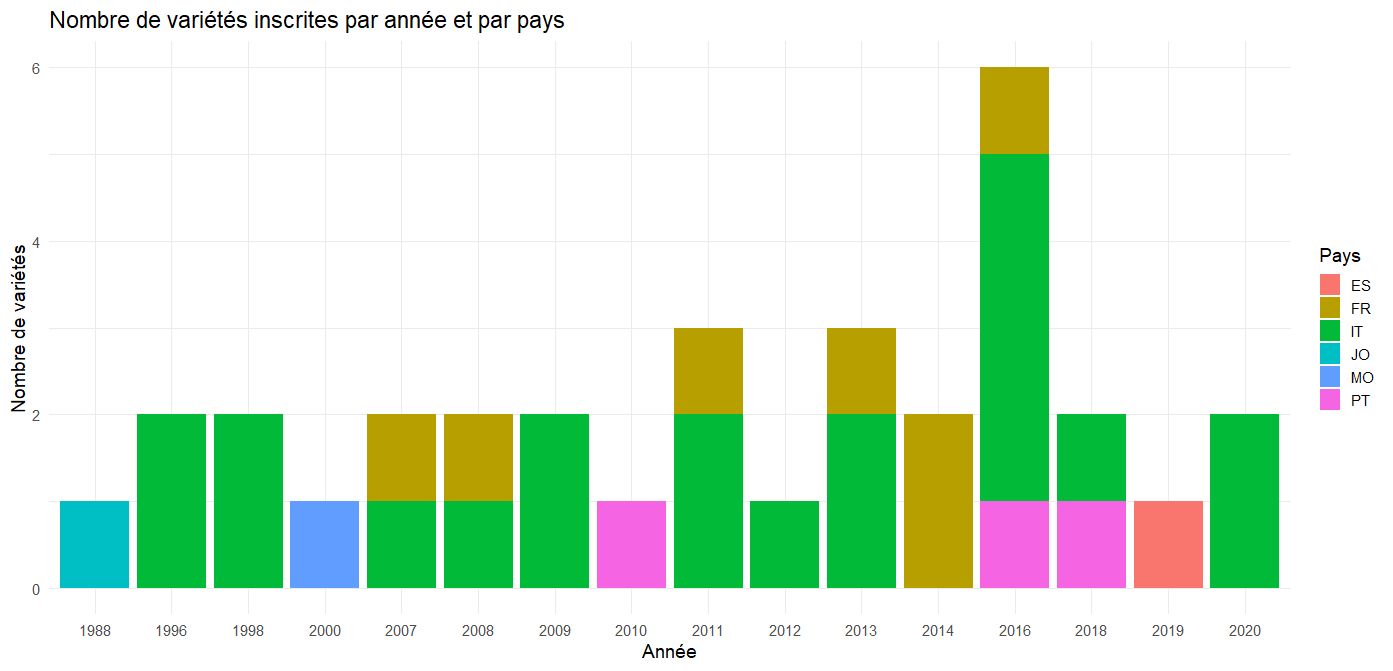 Nombre de variétés inscrites par année et par pays
6
4
2
0
Nombre de variétés
1988 1996 1998 2000 2007 2008 2009 2010 2011 2012 2013 2014 2016 2018 2019 2020
Année
Pays
ES
FR
IT
JO
MO
PT